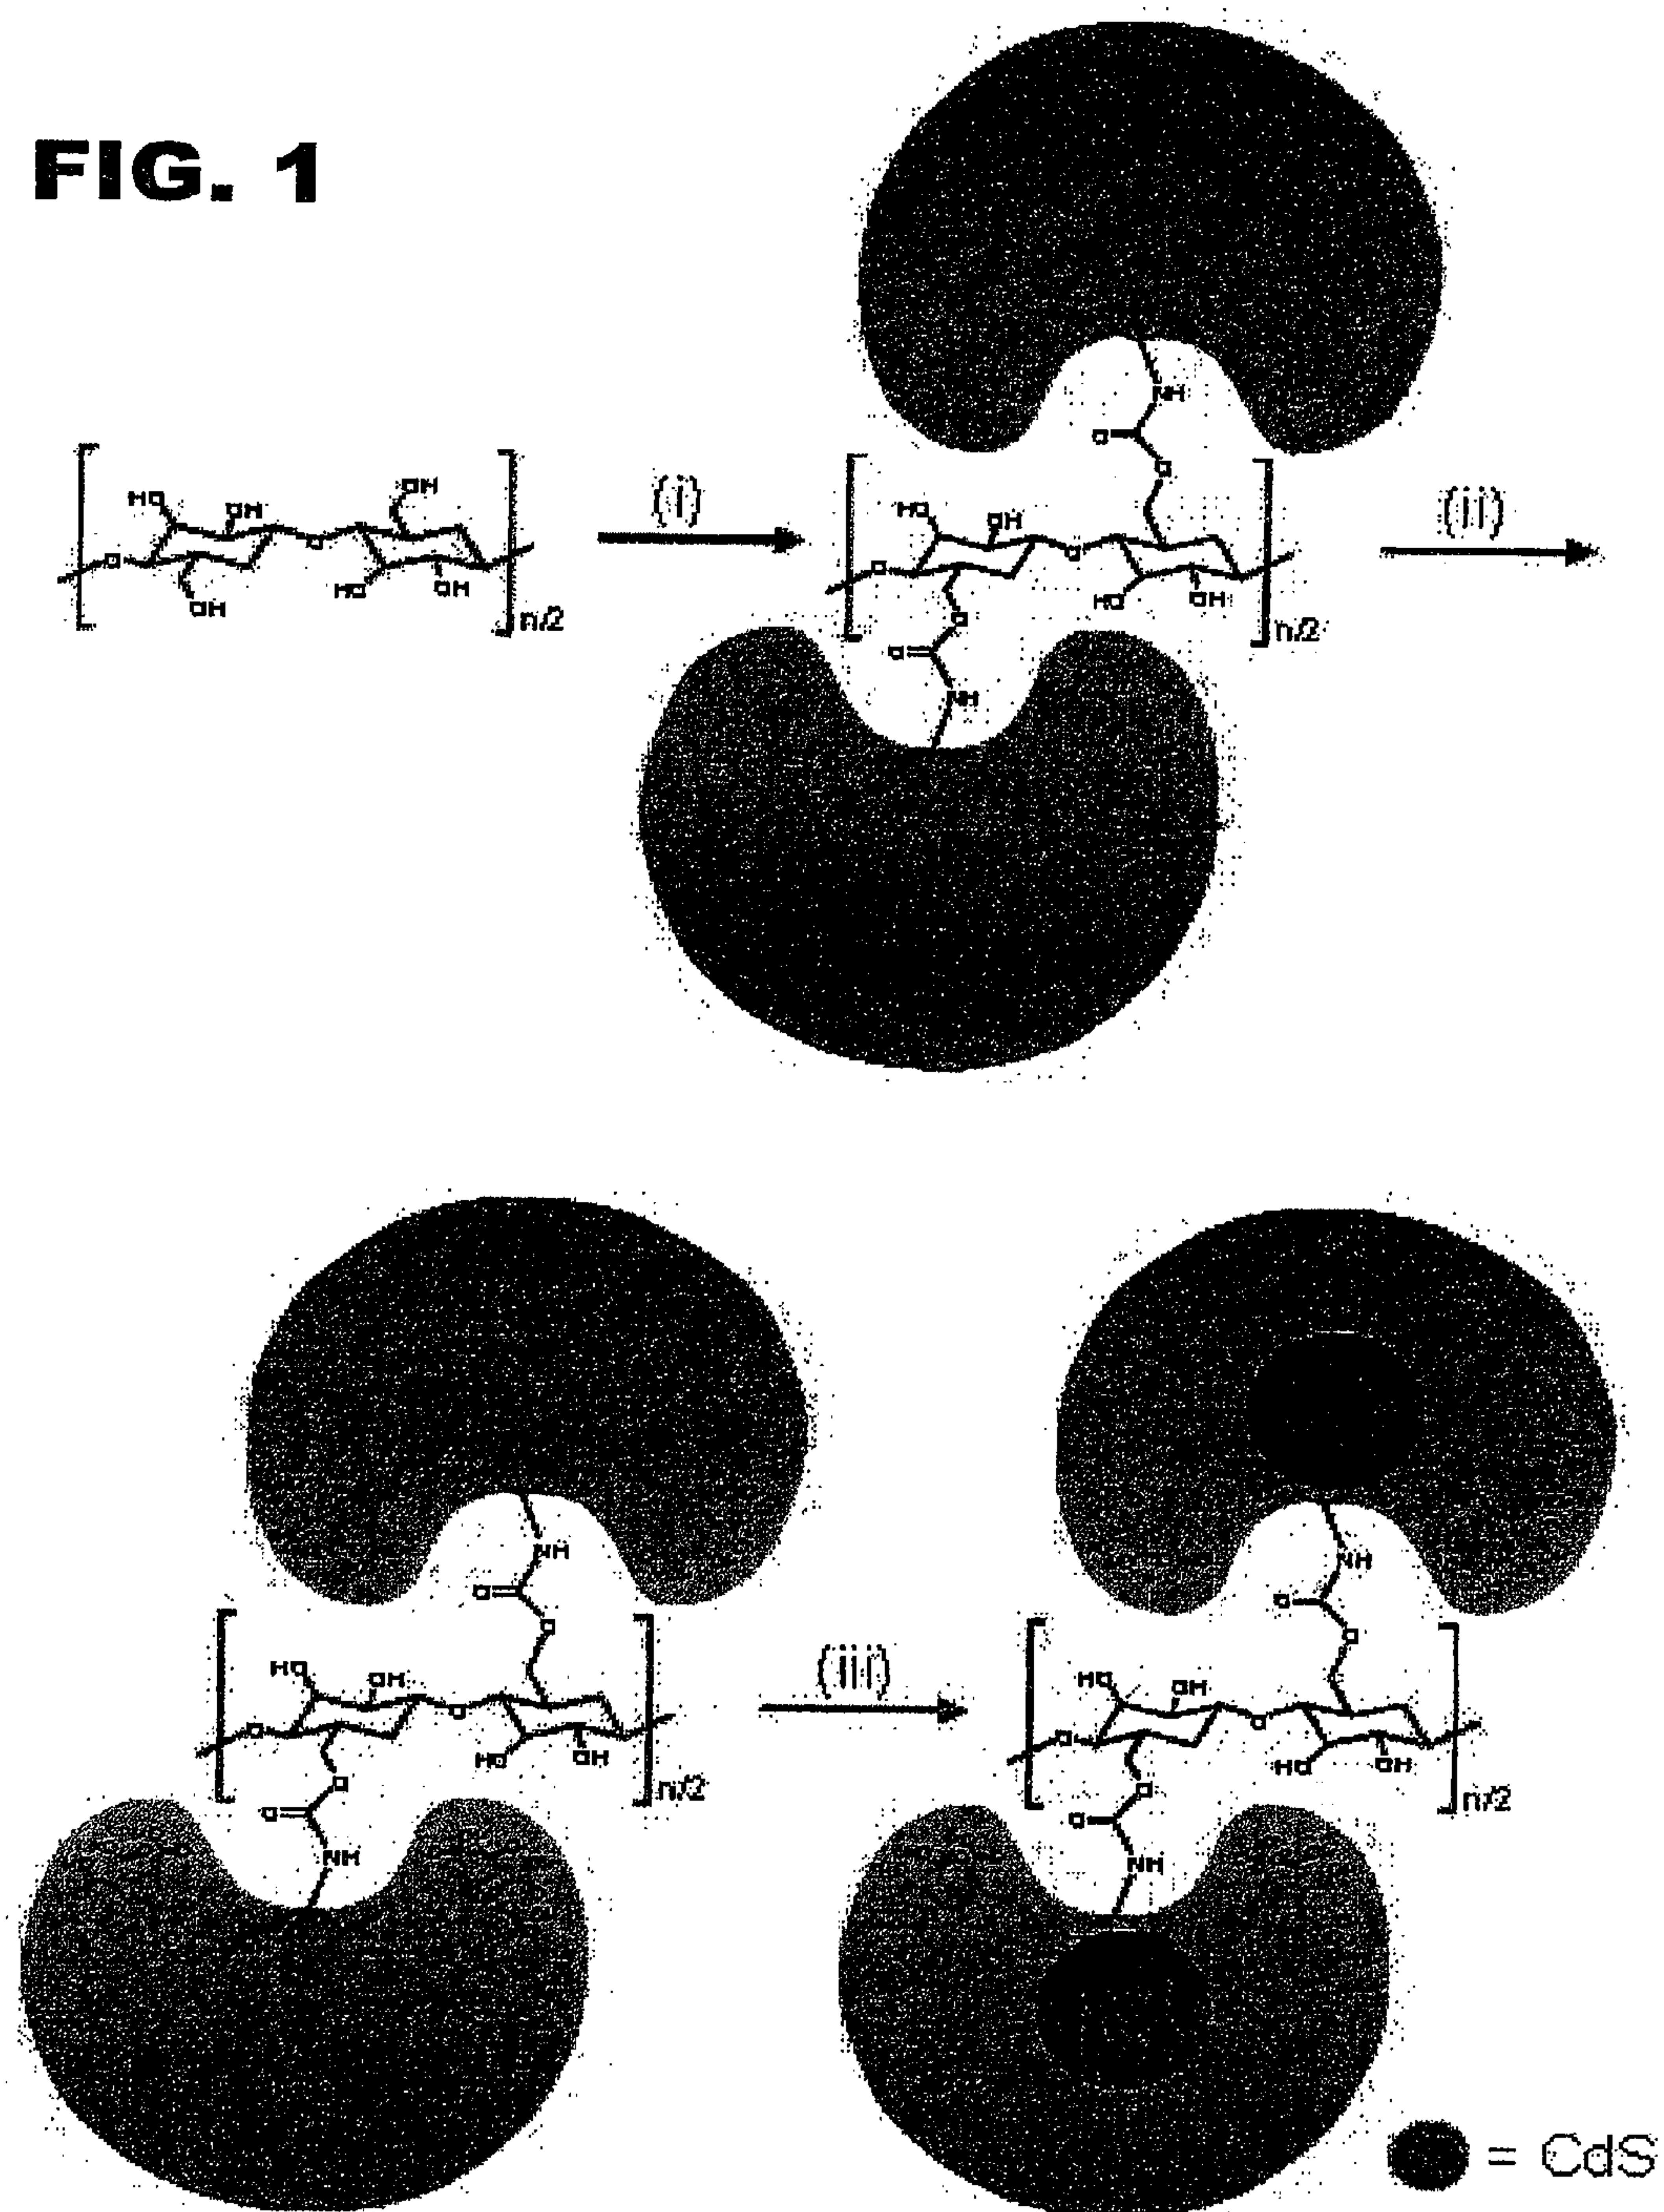 FIG. 1
HO OH OH
O O
OH HO OH
n/2
(i)
NH
O
O
HO OH
O O
HO OH
O
n/2
O
NH
(ii)
NH
O
O
HO OH
O O
HO OH
O
n/2
O
NH
(iii)
NH
O
O
HO OH
O O
HO OH
O
n/2
O
NH
= CdS